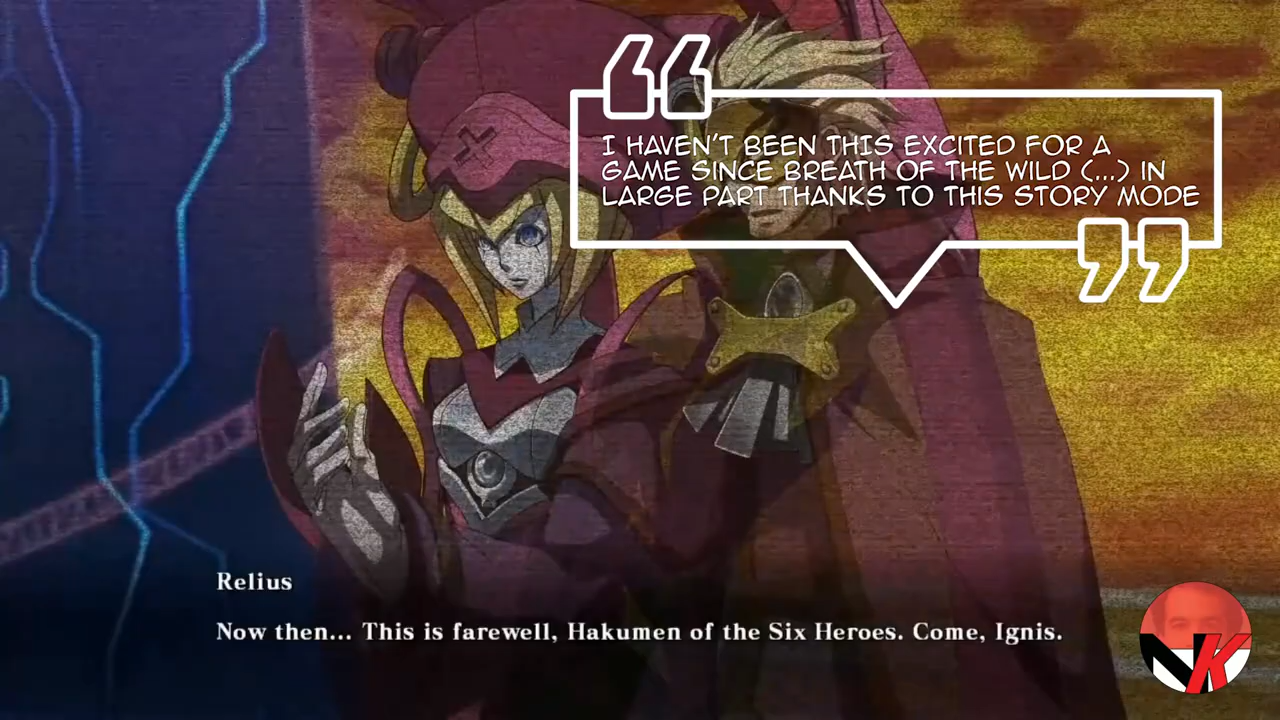 I HAVEN'T BEEN THIS EXCITED FOR A
GAME SINCE BREATH OF THE WILD (...) IN
LARGE PART THANKS TO THIS STORY MODE
Relius
Now then... This is farewell, Hakumen of the Six Heroes. Come, Ignis.
NK